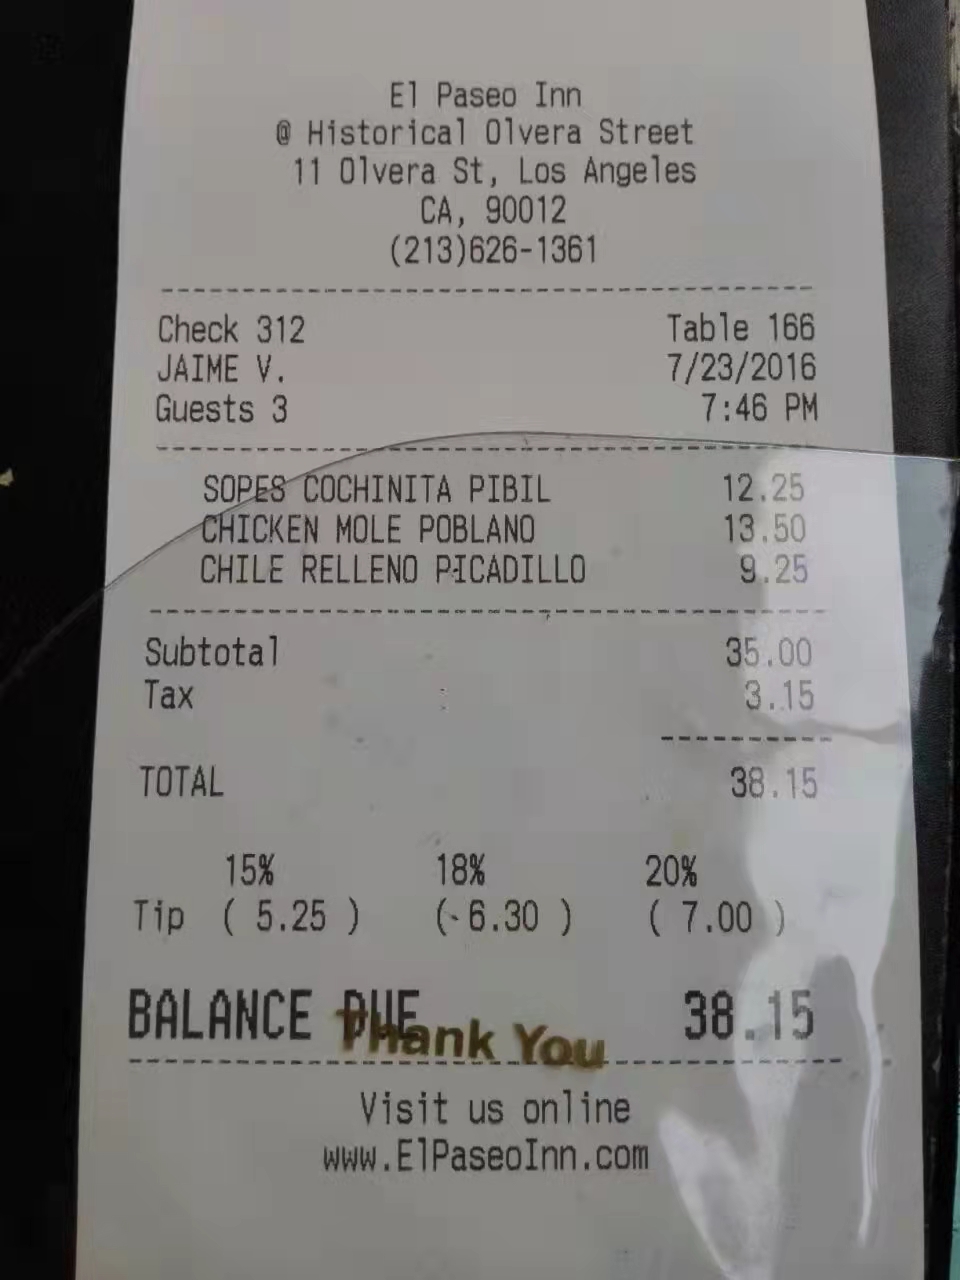 El Paseo Inn
@ Historical Olvera Street
11 Olvera St, Los Angeles
CA, 90012
(213)626-1361
Check 312 Table 166
JAIME V. 7/23/2016
Guests 3 7:46 PM
SOPES COCHINITA PIBIL 12.25
CHICKEN MOLE POBLANO 13.50
CHILE RELLENO PICADILLO 9.25
Subtotal 35.00
Tax 3.15
TOTAL 38.15
15% 18% 20%
Tip ( 5.25 ) ( 6.30 ) ( 7.00 )
BALANCE DUE 38.15
Thank You
Visit us online
www.ElPaseoInn.com